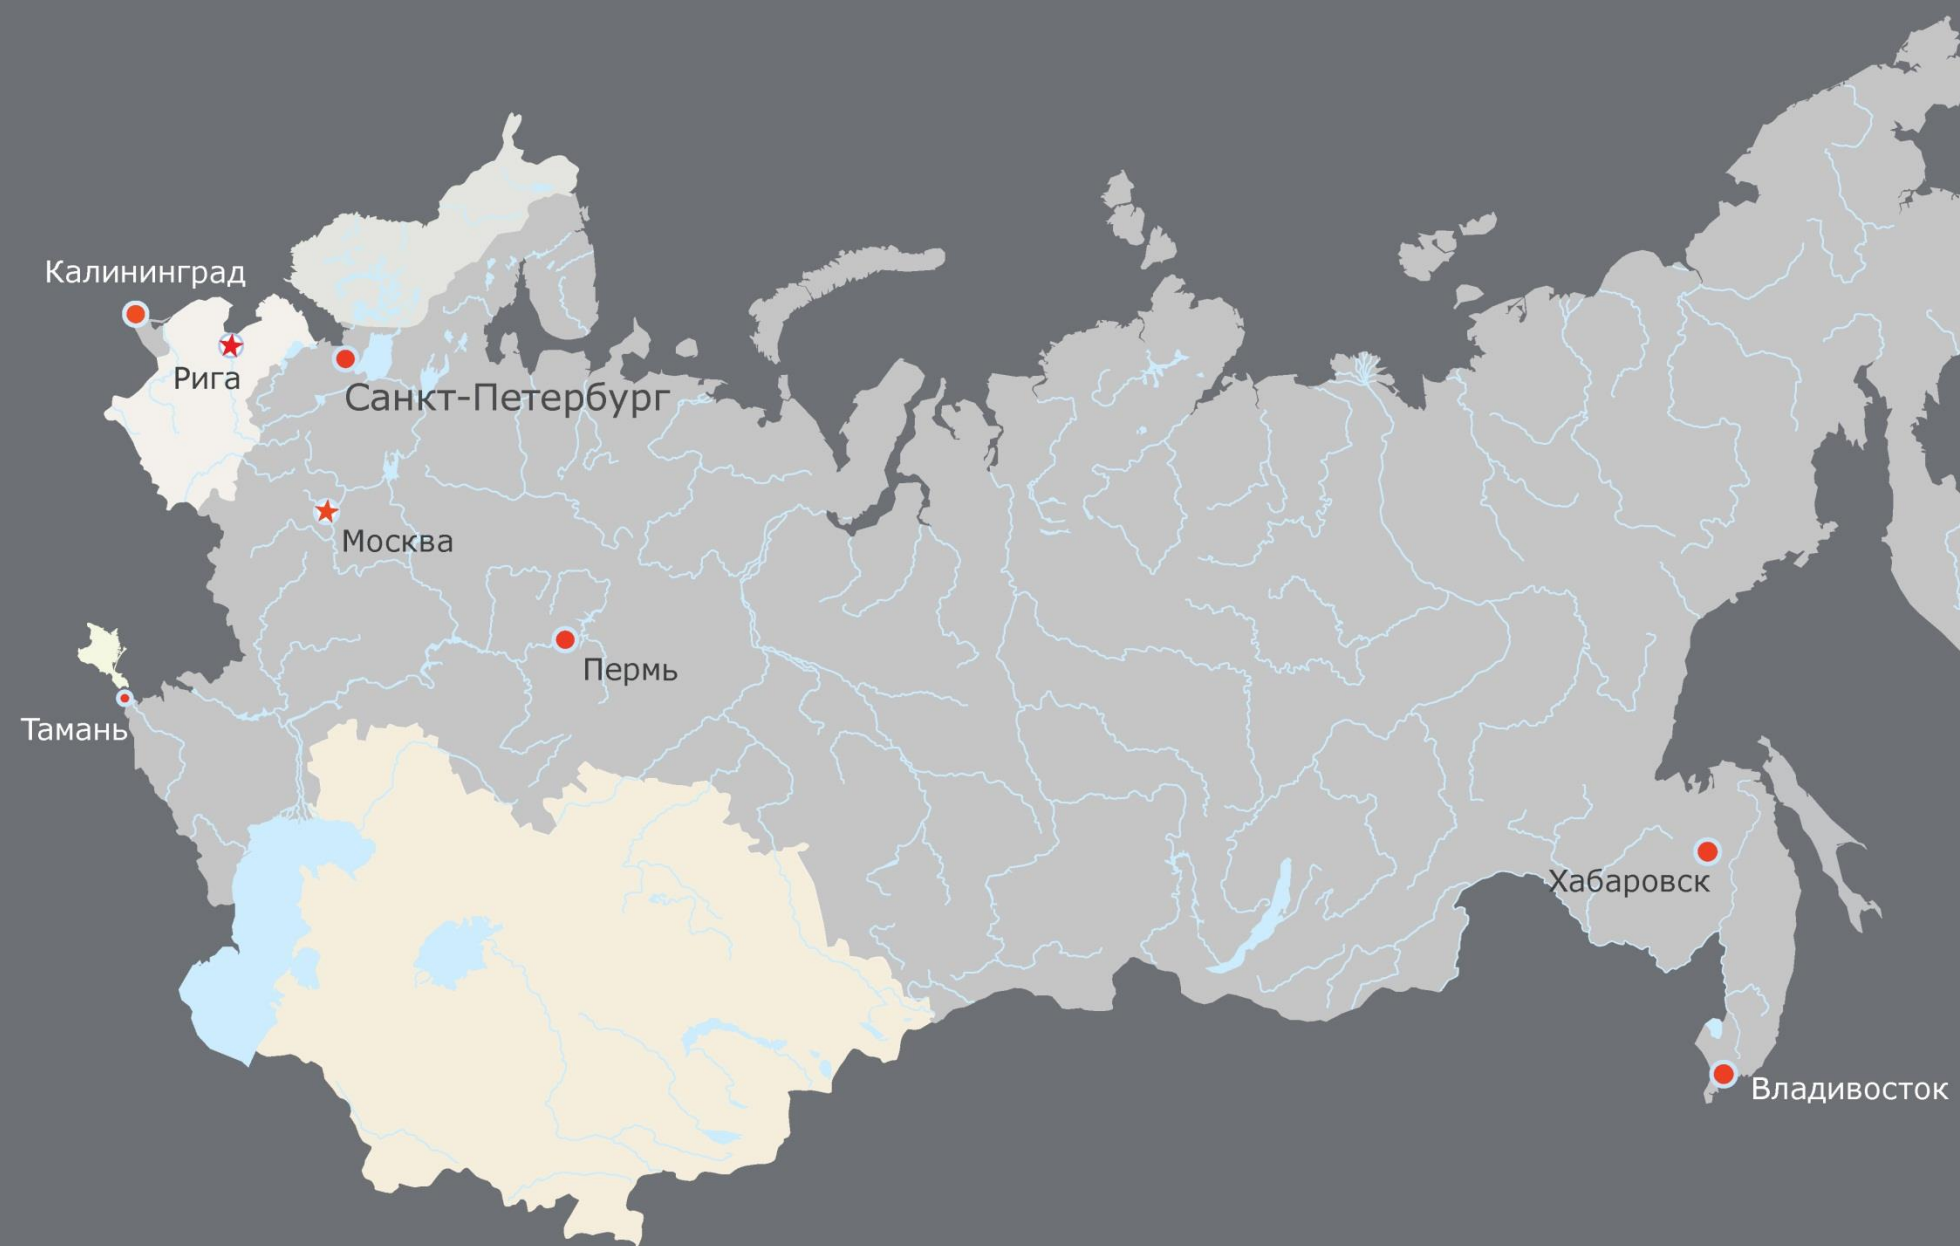 Калининград
Рига
Санкт-Петербург
Москва
Пермь
Тамань
Хабаровск
Владивосток